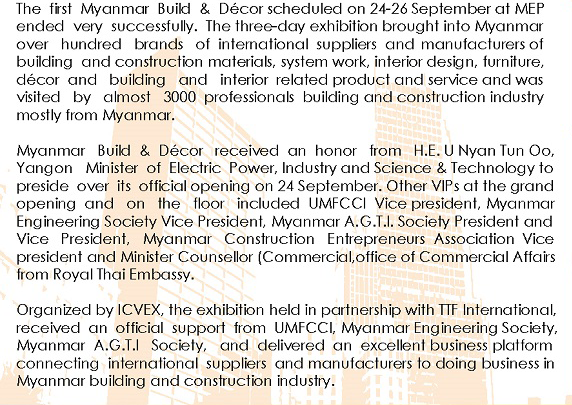 The first Myanmar Build & Décor scheduled on 24-26 September at MEP
ended very successfully. The three-day exhibition brought into Myanmar
over hundred brands of international suppliers and manufacturers of
building and construction materials, system work, interior design, furniture,
décor and building and interior related product and service and was
visited by almost 3000 professionals building and construction industry
mostly from Myanmar.
Myanmar Build & Décor received an honor from H.E. U Nyan Tun Oo,
Yangon Minister of Electric Power, Industry and Science & Technology to
preside over its official opening on 24 September. Other VIPs at the grand
opening and on the floor included UMFCCI Vice president, Myanmar
Engineering Society Vice President, Myanmar A.G.T.I. Society President and
Vice President, Myanmar Construction Entrepreneurs Association Vice
president and Minister Counsellor (Commercial,office of Commercial Affairs
from Royal Thai Embassy.
Organized by ICVEX, the exhibition held in partnership with TTF International,
received an official support from UMFCCI, Myanmar Engineering Society,
Myanmar A.G.T.I Society, and delivered an excellent business platform
connecting international suppliers and manufacturers to doing business in
Myanmar building and construction industry.